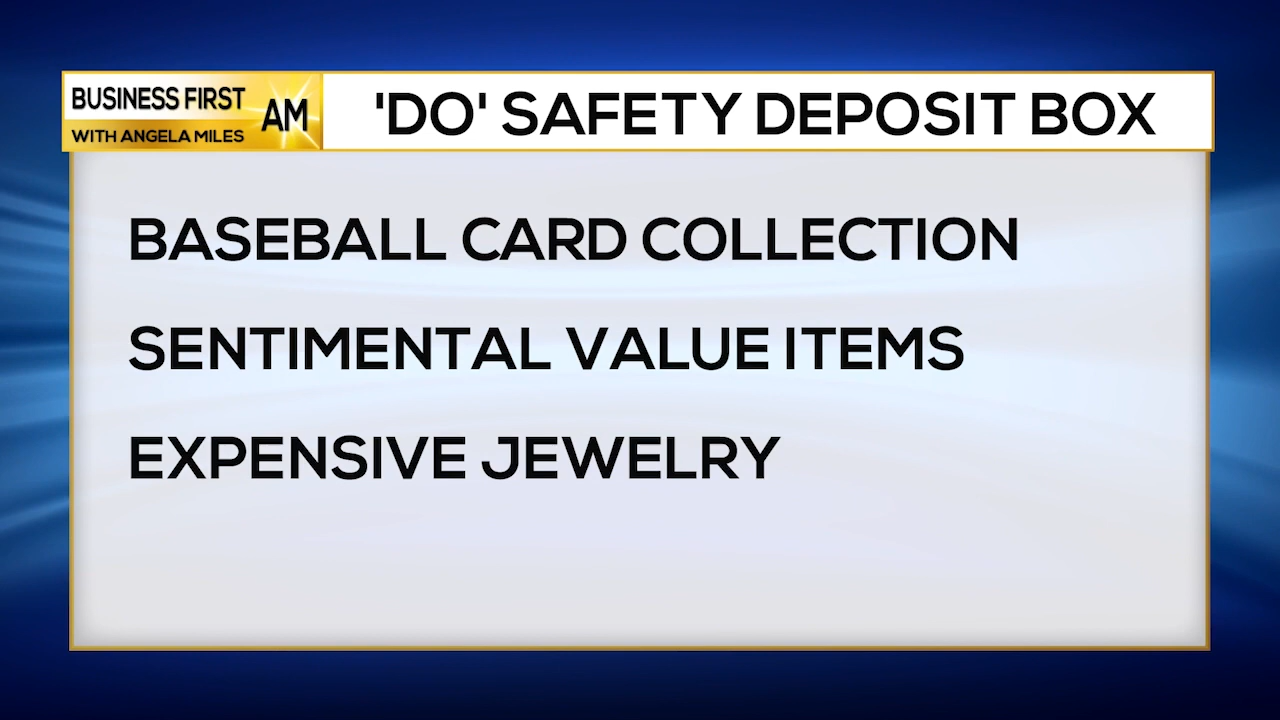 BUSINESS FIRST
WITH ANGELA MILES
AM
'DO' SAFETY DEPOSIT BOX
BASEBALL CARD COLLECTION
SENTIMENTAL VALUE ITEMS
EXPENSIVE JEWELRY